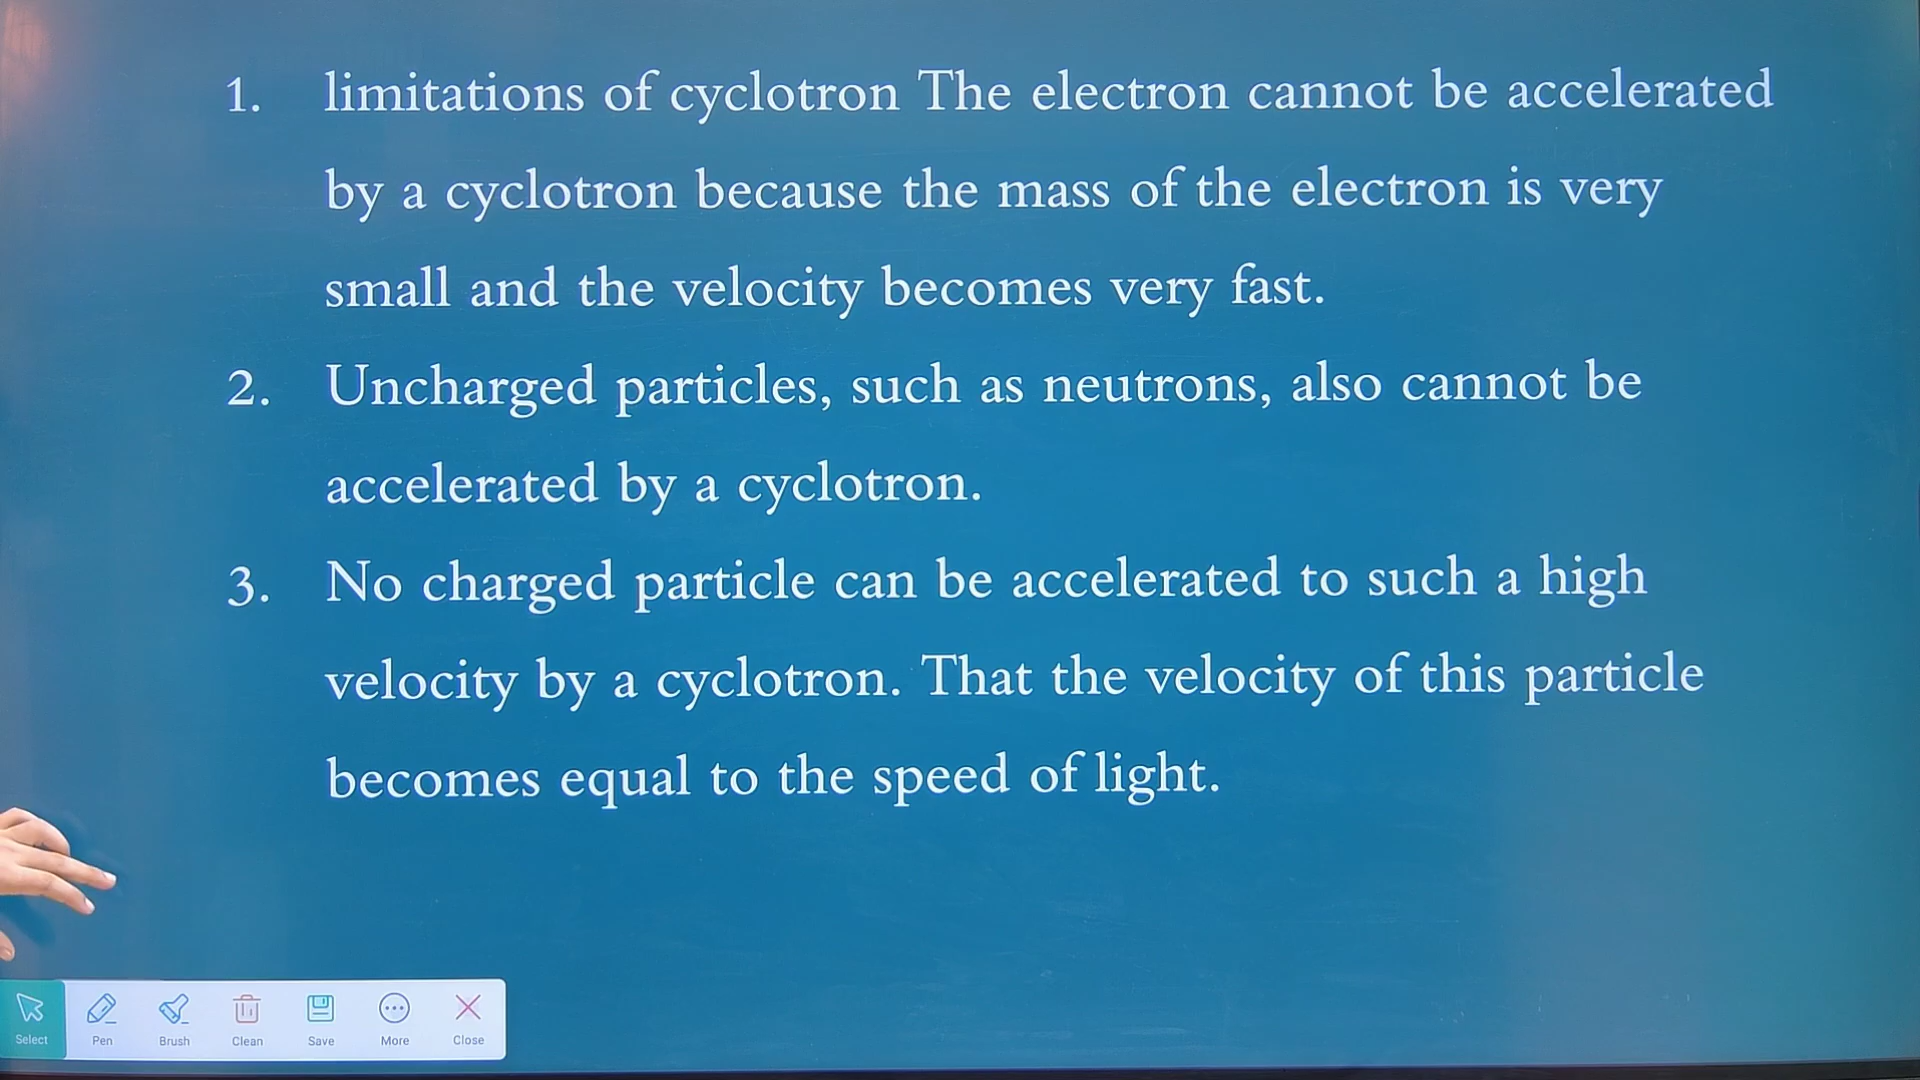 1. limitations of cyclotron The electron cannot be accelerated
by a cyclotron because the mass of the electron is very
small and the velocity becomes very fast.
2. Uncharged particles, such as neutrons, also cannot be
accelerated by a cyclotron.
3. No charged particle can be accelerated to such a high
velocity by a cyclotron. That the velocity of this particle
becomes equal to the speed of light.
Select Pen Brush Clean Save More Close